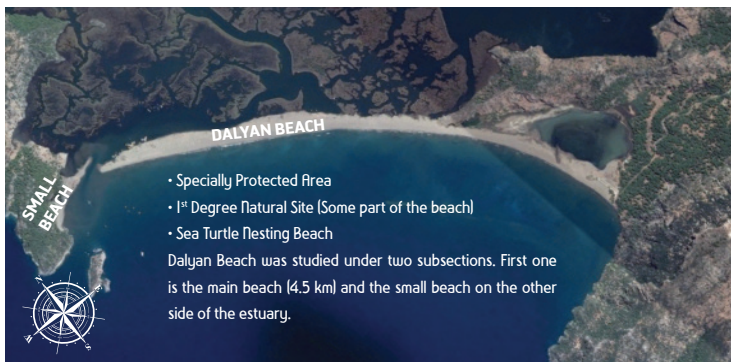 DALYAN BEACH
SMALL
BEACH
• Specially Protected Area
• 1st Degree Natural Site (Some part of the beach)
• Sea Turtle Nesting Beach
Dalyan Beach was studied under two subsections. First one
is the main beach (4.5 km) and the small beach on the other
side of the estuary.